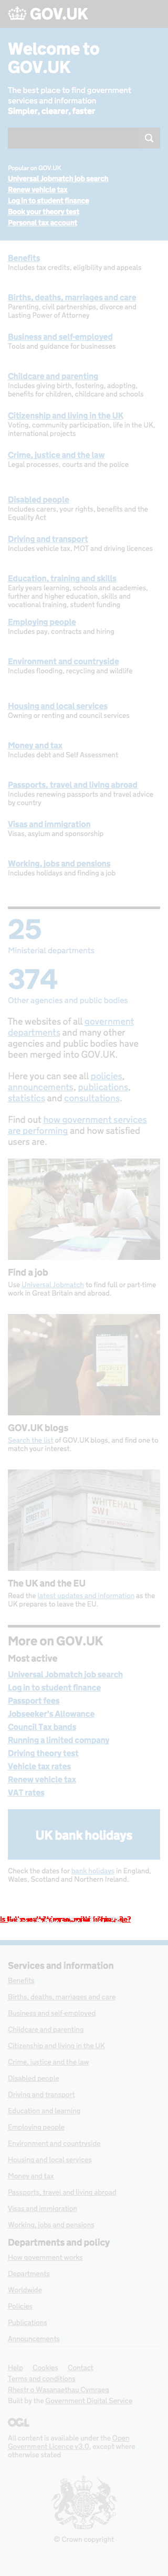 GOV.UK
Welcome to
GOV.UK
The best place to find government
services and information
Simpler, clearer, faster
Popular on GOV.UK
Universal Jobmatch job search
Renew vehicle tax
Log in to student finance
Book your theory test
Personal tax account
Benefits
Includes tax credits, eligibility and appeals
Births, deaths, marriages and care
Parenting, civil partnerships, divorce and
Lasting Power of Attorney
Business and self-employed
Tools and guidance for businesses
Childcare and parenting
Includes giving birth, fostering, adopting,
benefits for children, childcare and schools
Citizenship and living in the UK
Voting, community participation, life in the UK,
international projects
Crime, justice and the law
Legal processes, courts and the police
Disabled people
Includes carers, your rights, benefits and the
Equality Act
Driving and transport
Includes vehicle tax, MOT and driving licences
Education, training and skills
Early years learning, schools and academies,
further and higher education, skills and
vocational training, student funding
Employing people
Includes pay, contracts and hiring
Environment and countryside
Includes flooding, recycling and wildlife
Housing and local services
Owning or renting and council services
Money and tax
Includes debt and Self Assessment
Passports, travel and living abroad
Includes renewing passports and travel advice
by country
Visas and immigration
Visas, asylum and sponsorship
Working, jobs and pensions
Includes holidays and finding a job
25
Ministerial departments
374
Other agencies and public bodies
The websites of all government
departments and many other
agencies and public bodies have
been merged into GOV.UK.
Here you can see all policies,
announcements, publications,
statistics and consultations.
Find out how government services
are performing and how satisfied
users are.
Find a job
Use Universal Jobmatch to find full or part-time
work in Great Britain and abroad.
GOV.UK blogs
Search the list of GOV.UK blogs, and find one to
match your interest.
WHITEHALL
SW1
The UK and the EU
Read the latest updates and information as the
UK prepares to leave the EU.
More on GOV.UK
Most active
Universal Jobmatch job search
Log in to student finance
Passport fees
Jobseeker's Allowance
Council Tax bands
Running a limited company
Driving theory test
Vehicle tax rates
Renew vehicle tax
VAT rates
UK bank holidays
Check the dates for bank holidays in England,
Wales, Scotland and Northern Ireland.
Services and information
Benefits
Births, deaths, marriages and care
Business and self-employed
Childcare and parenting
Citizenship and living in the UK
Crime, justice and the law
Disabled people
Driving and transport
Education and learning
Employing people
Environment and countryside
Housing and local services
Money and tax
Passports, travel and living abroad
Visas and immigration
Working, jobs and pensions
Departments and policy
How government works
Departments
Worldwide
Policies
Publications
Announcements
Help Cookies Contact
Terms and conditions
Rhestr o Wasanaethau Cymraeg
Built by the Government Digital Service
OGL
All content is available under the Open
Government Licence v3.0, except where
otherwise stated
© Crown copyright